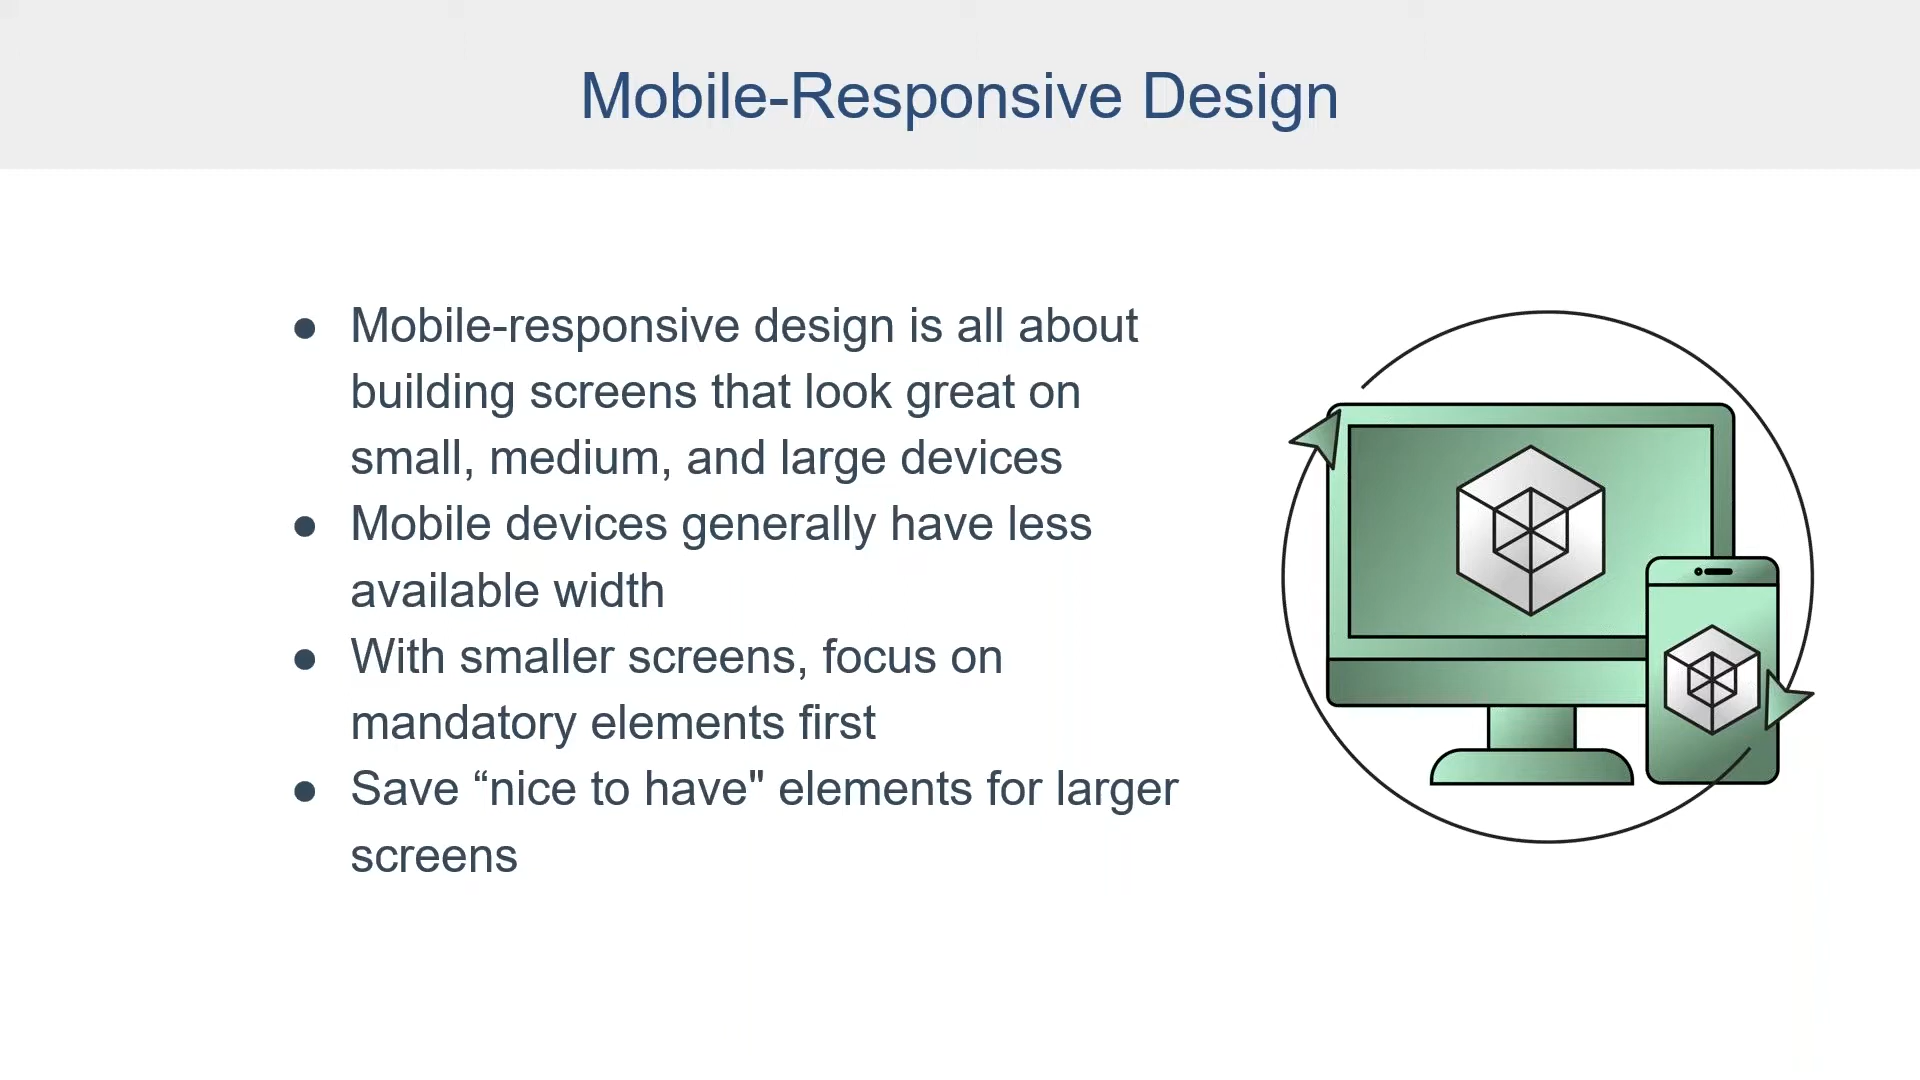 Mobile-Responsive Design
● Mobile-responsive design is all about
building screens that look great on
small, medium, and large devices
● Mobile devices generally have less
available width
● With smaller screens, focus on
mandatory elements first
● Save “nice to have" elements for larger
screens